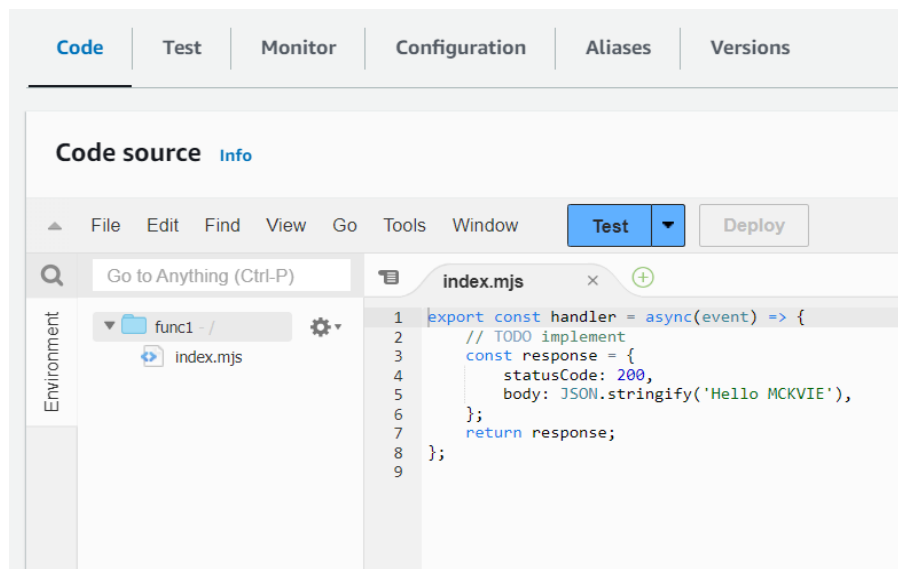 Code Test Monitor Configuration Aliases Versions
Code source Info
File Edit Find View Go Tools Window Test Deploy
Go to Anything (Ctrl-P) index.mjs
Environment
func1 - /
index.mjs
1 export const handler = async(event) => {
2 // TODO implement
3 const response = {
4 statusCode: 200,
5 body: JSON.stringify('Hello MCKVIE'),
6 };
7 return response;
8 };
9